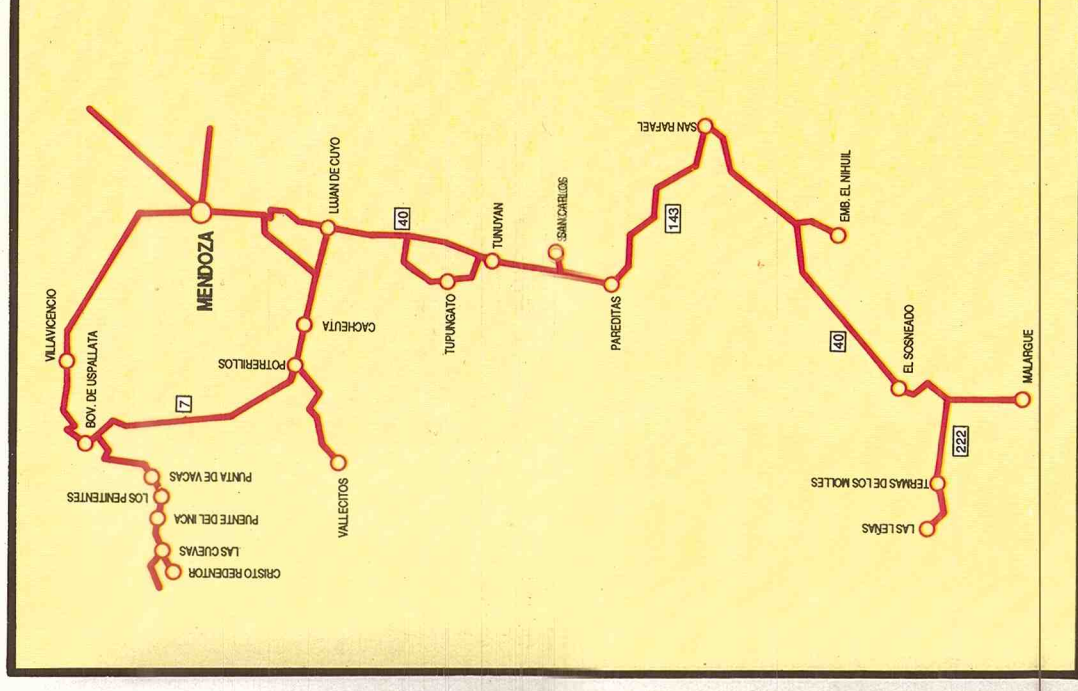 VILLAVICENCIO
BOV. DE USPALLATA
MENDOZA
7
PUNTA DE VACAS
LOS PENITENTES
PUENTE DEL INCA
LAS CUEVAS
CRISTO REDENTOR
LUJAN DE CUYO
CACHEUTA
POTRERILLOS
VALLECITOS
40
TUPUNGATO
TUNUYAN
SAN CARLOS
PAREDITAS
143
SAN RAFAEL
EMB. EL NIHUIL
40
EL SOSNEADO
MALARGUE
222
TERMAS DE LOS MOLLES
LAS LEÑAS